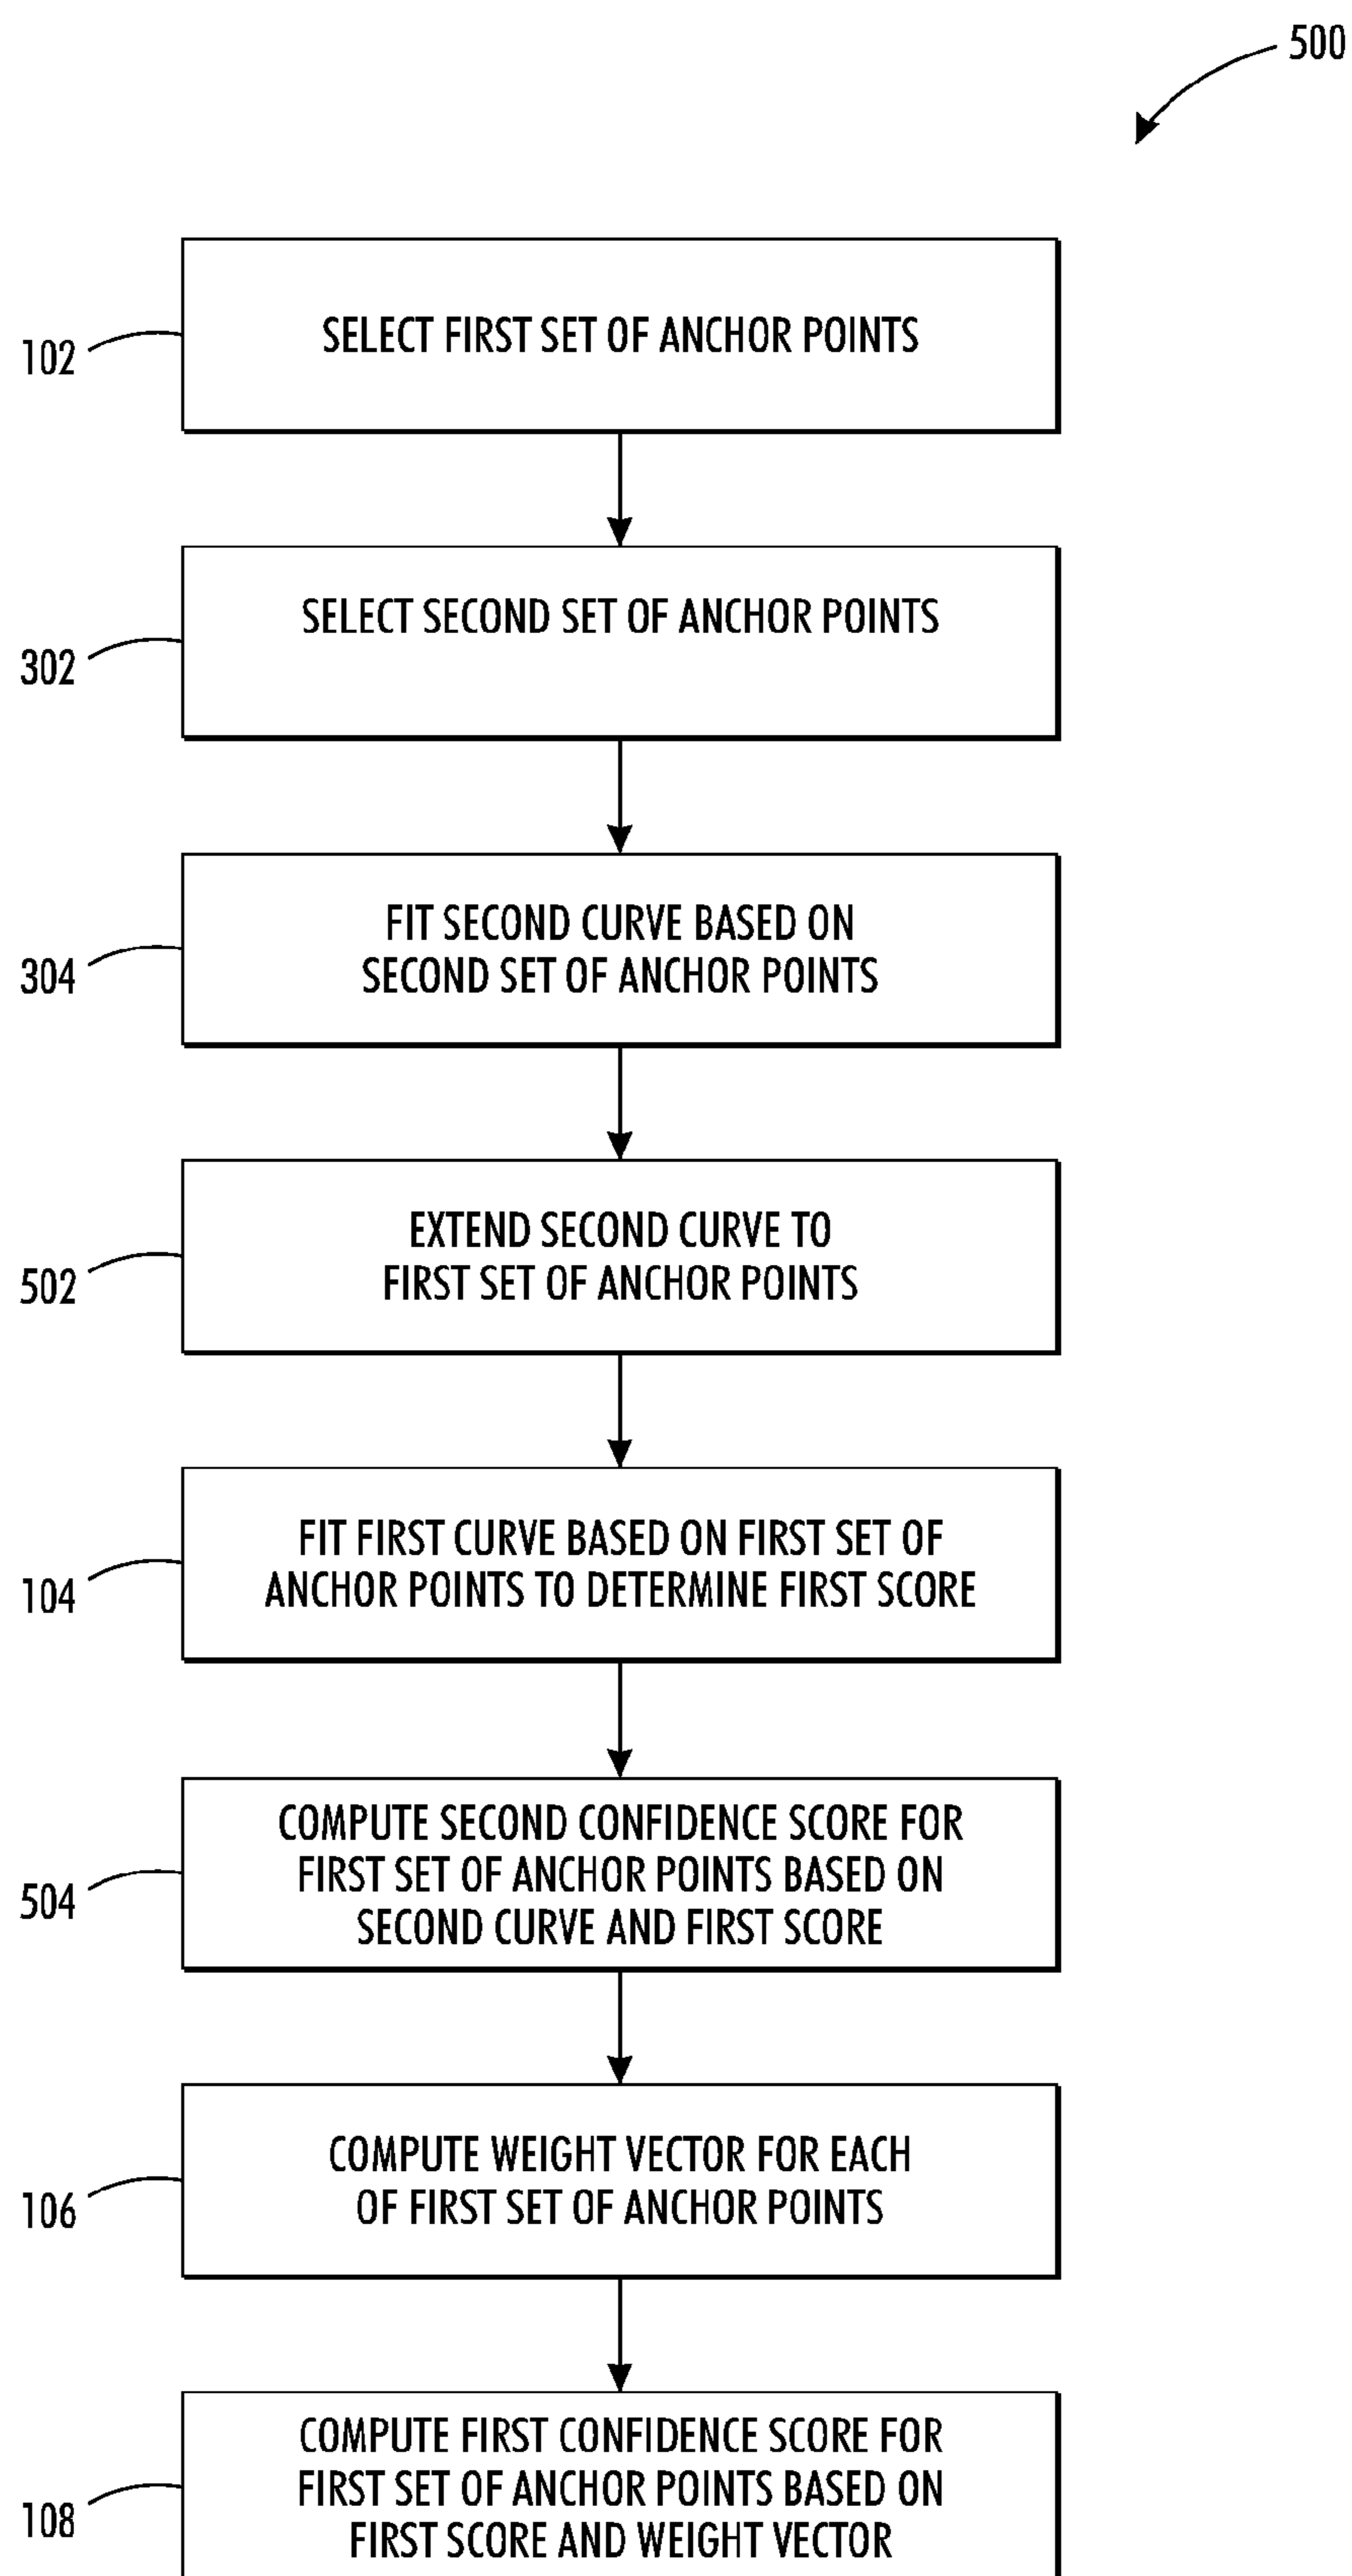 500
102
SELECT FIRST SET OF ANCHOR POINTS
302
SELECT SECOND SET OF ANCHOR POINTS
304
FIT SECOND CURVE BASED ON
SECOND SET OF ANCHOR POINTS
502
EXTEND SECOND CURVE TO
FIRST SET OF ANCHOR POINTS
104
FIT FIRST CURVE BASED ON FIRST SET OF
ANCHOR POINTS TO DETERMINE FIRST SCORE
504
COMPUTE SECOND CONFIDENCE SCORE FOR
FIRST SET OF ANCHOR POINTS BASED ON
SECOND CURVE AND FIRST SCORE
106
COMPUTE WEIGHT VECTOR FOR EACH
OF FIRST SET OF ANCHOR POINTS
108
COMPUTE FIRST CONFIDENCE SCORE FOR
FIRST SET OF ANCHOR POINTS BASED ON
FIRST SCORE AND WEIGHT VECTOR